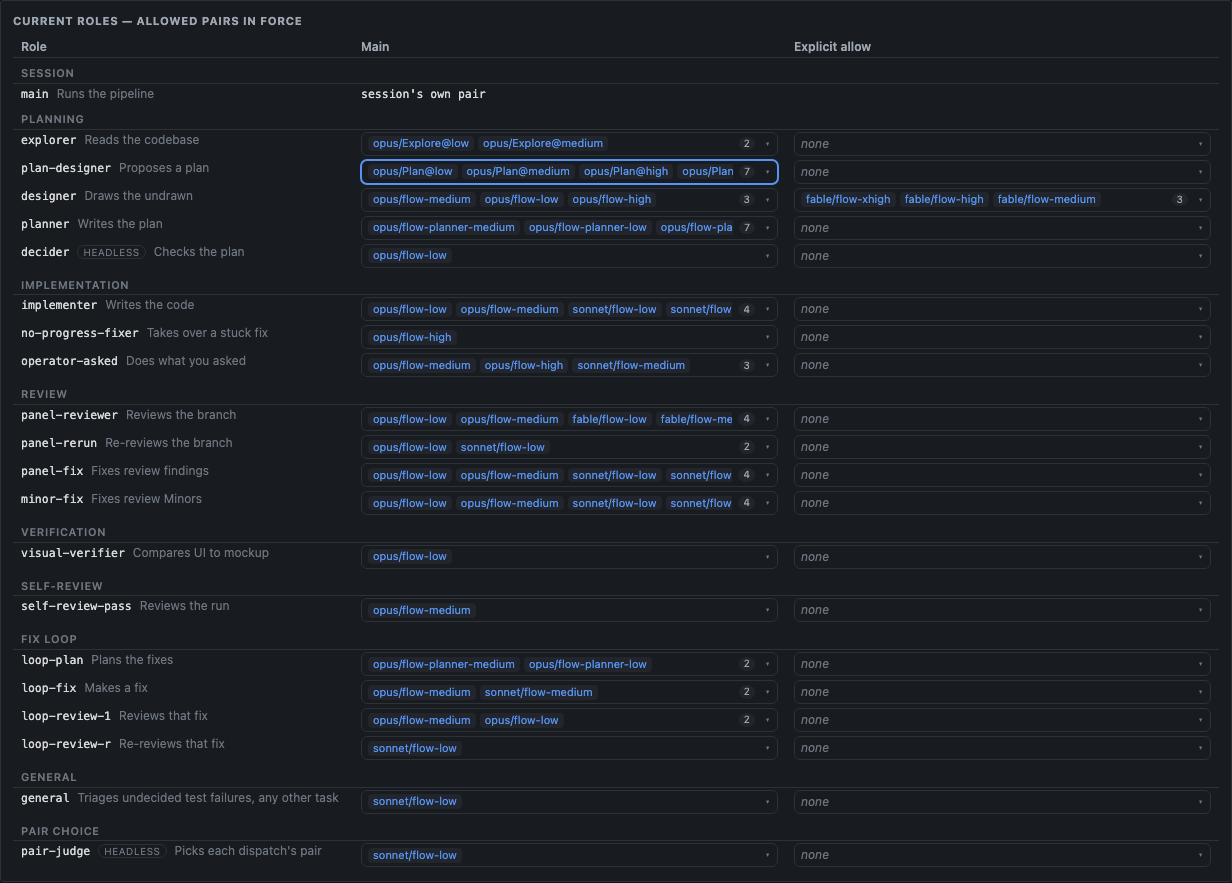 CURRENT ROLES — ALLOWED PAIRS IN FORCE
Role Main Explicit allow
SESSION
main Runs the pipeline session's own pair
PLANNING
explorer Reads the codebase opus/Explore@low opus/Explore@medium 2 none
plan-designer Proposes a plan opus/Plan@low opus/Plan@medium opus/Plan@high opus/Plan 7 none
designer Draws the undrawn opus/flow-medium opus/flow-low opus/flow-high 3 fable/flow-xhigh fable/flow-high fable/flow-medium 3
planner Writes the plan opus/flow-planner-medium opus/flow-planner-low opus/flow-pla 7 none
decider HEADLESS Checks the plan opus/flow-low none
IMPLEMENTATION
implementer Writes the code opus/flow-low opus/flow-medium sonnet/flow-low sonnet/flow 4 none
no-progress-fixer Takes over a stuck fix opus/flow-high none
operator-asked Does what you asked opus/flow-medium opus/flow-high sonnet/flow-medium 3 none
REVIEW
panel-reviewer Reviews the branch opus/flow-low opus/flow-medium fable/flow-low fable/flow-me 4 none
panel-rerun Re-reviews the branch opus/flow-low sonnet/flow-low 2 none
panel-fix Fixes review findings opus/flow-low opus/flow-medium sonnet/flow-low sonnet/flow 4 none
minor-fix Fixes review Minors opus/flow-low opus/flow-medium sonnet/flow-low sonnet/flow 4 none
VERIFICATION
visual-verifier Compares UI to mockup opus/flow-low none
SELF-REVIEW
self-review-pass Reviews the run opus/flow-medium none
FIX LOOP
loop-plan Plans the fixes opus/flow-planner-medium opus/flow-planner-low 2 none
loop-fix Makes a fix opus/flow-medium sonnet/flow-medium 2 none
loop-review-1 Reviews that fix opus/flow-medium opus/flow-low 2 none
loop-review-r Re-reviews that fix sonnet/flow-low none
GENERAL
general Triages undecided test failures, any other task sonnet/flow-low none
PAIR CHOICE
pair-judge HEADLESS Picks each dispatch's pair sonnet/flow-low none